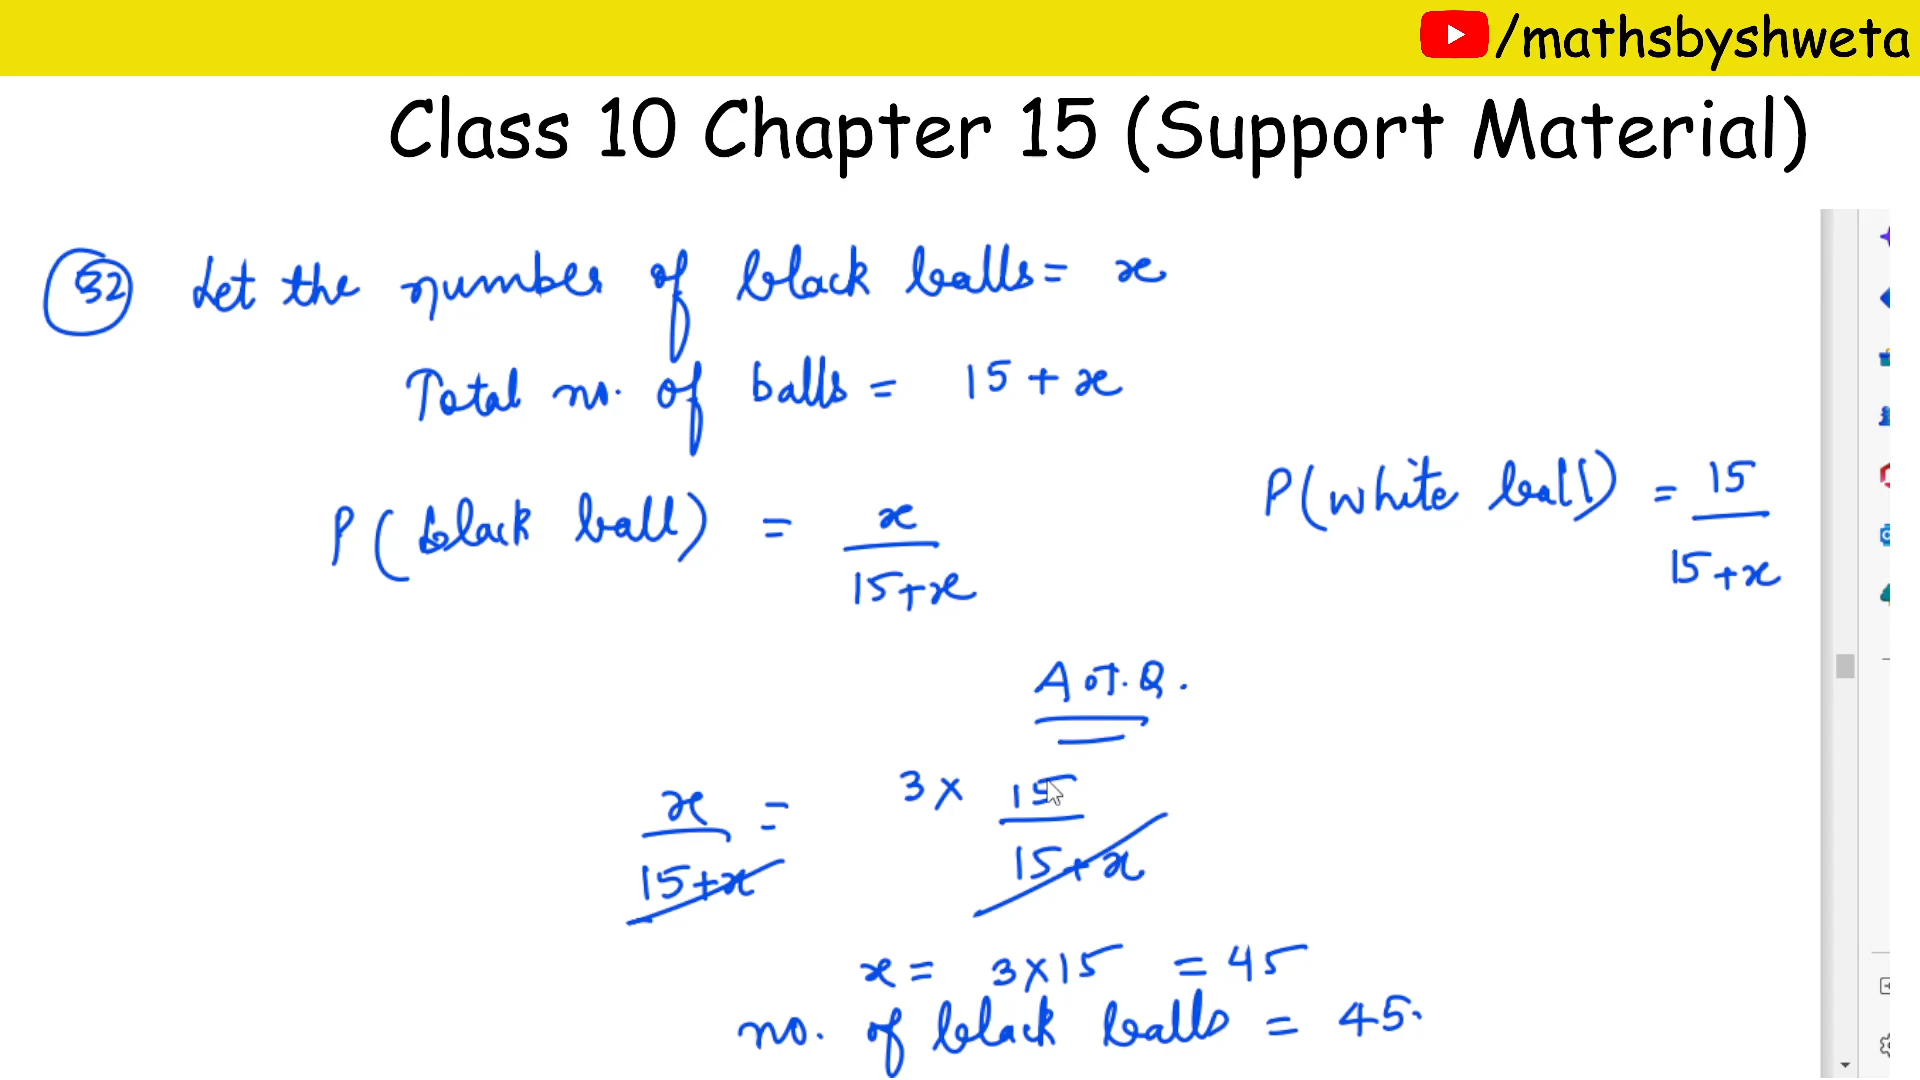 /mathsbyshweta
Class 10 Chapter 15 (Support Material)
32 Let the number of black balls = x
Total no. of balls = 15 + x
P(black ball) = x / 15+x
P(white ball) = 15 / 15+x
A.T.Q.
x / 15+x = 3 × 15 / 15+x
x = 3×15 = 45
no. of black balls = 45.